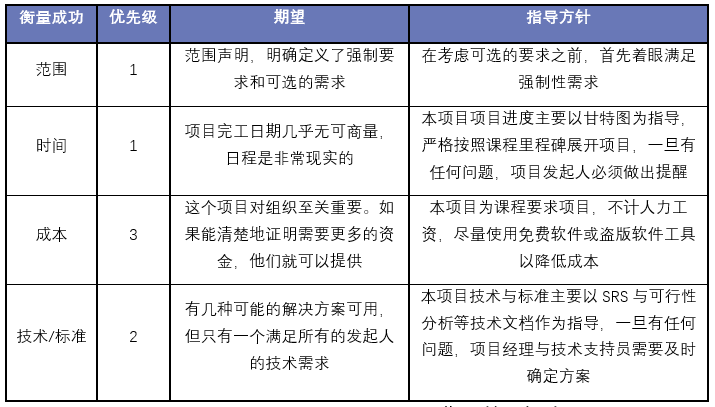 衡量成功 优先级 期望 指导方针
范围 1 范围声明，明确定义了强制要求和可选的需求 在考虑可选的要求之前，首先着眼满足强制性需求
时间 1 项目完工日期几乎无可商量，日程是非常现实的 本项目项目进度主要以甘特图为指导，严格按照课程里程碑展开项目，一旦有任何问题，项目发起人必须做出提醒
成本 3 这个项目对组织至关重要。如果能清楚地证明需要更多的资金，他们就可以提供 本项目为课程要求项目，不计人力工资，尽量使用免费软件或盗版软件工具以降低成本
技术/标准 2 有几种可能的解决方案可用，但只有一个满足所有的发起人的技术需求 本项目技术与标准主要以 SRS 与可行性分析等技术文档作为指导，一旦有任何问题，项目经理与技术支持员需要及时确定方案